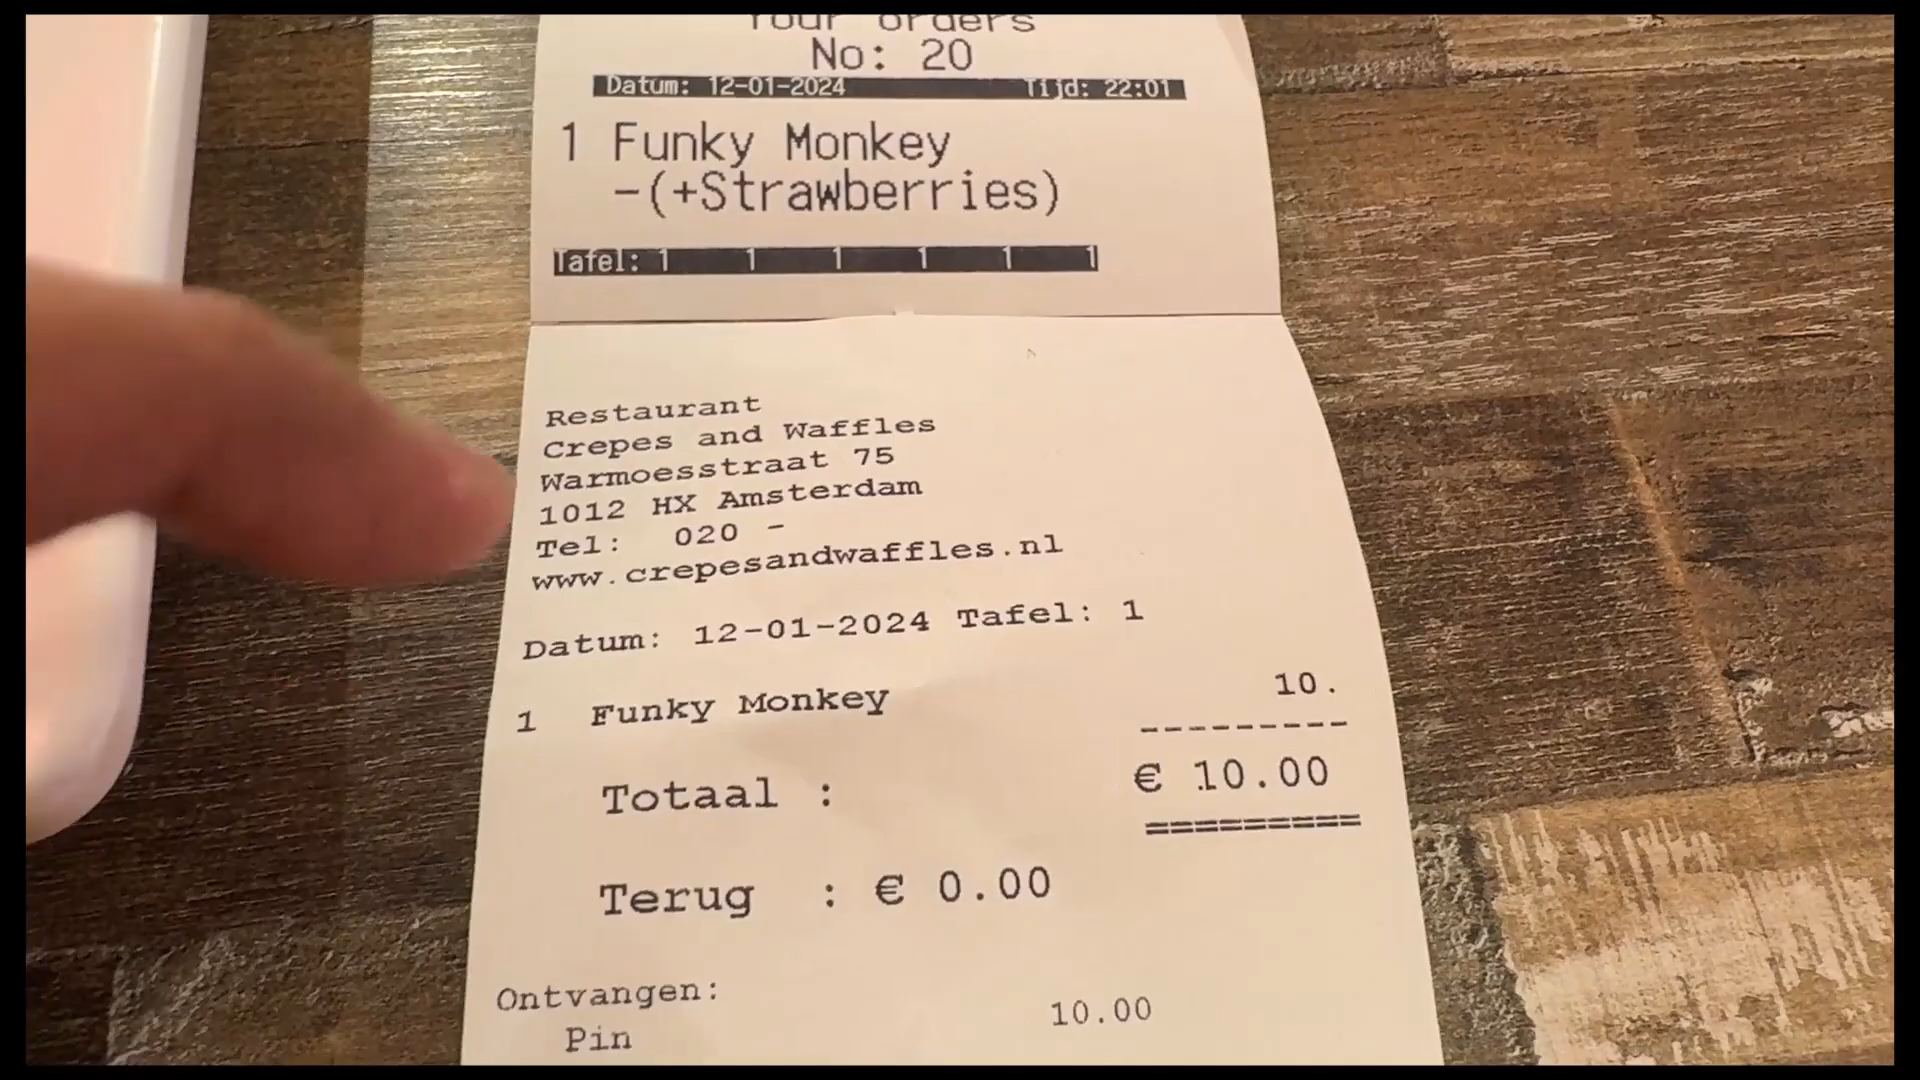 Your orders
No: 20
Datum: 12-01-2024 Tijd: 22:01
1 Funky Monkey
-(+Strawberries)
Tafel: 1 1 1 1 1 1
Restaurant
Crepes and Waffles
Warmoesstraat 75
1012 HX Amsterdam
Tel: 020 -
www.crepesandwaffles.nl
Datum: 12-01-2024 Tafel: 1
1 Funky Monkey 10.
---------
Totaal : € 10.00
=========
Terug : € 0.00
Ontvangen:
Pin 10.00